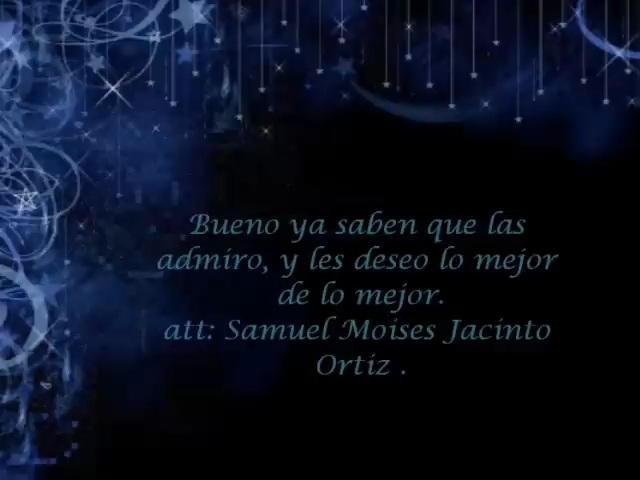 Bueno ya saben que las
admiro, y les deseo lo mejor
de lo mejor.
att: Samuel Moises Jacinto
Ortiz .